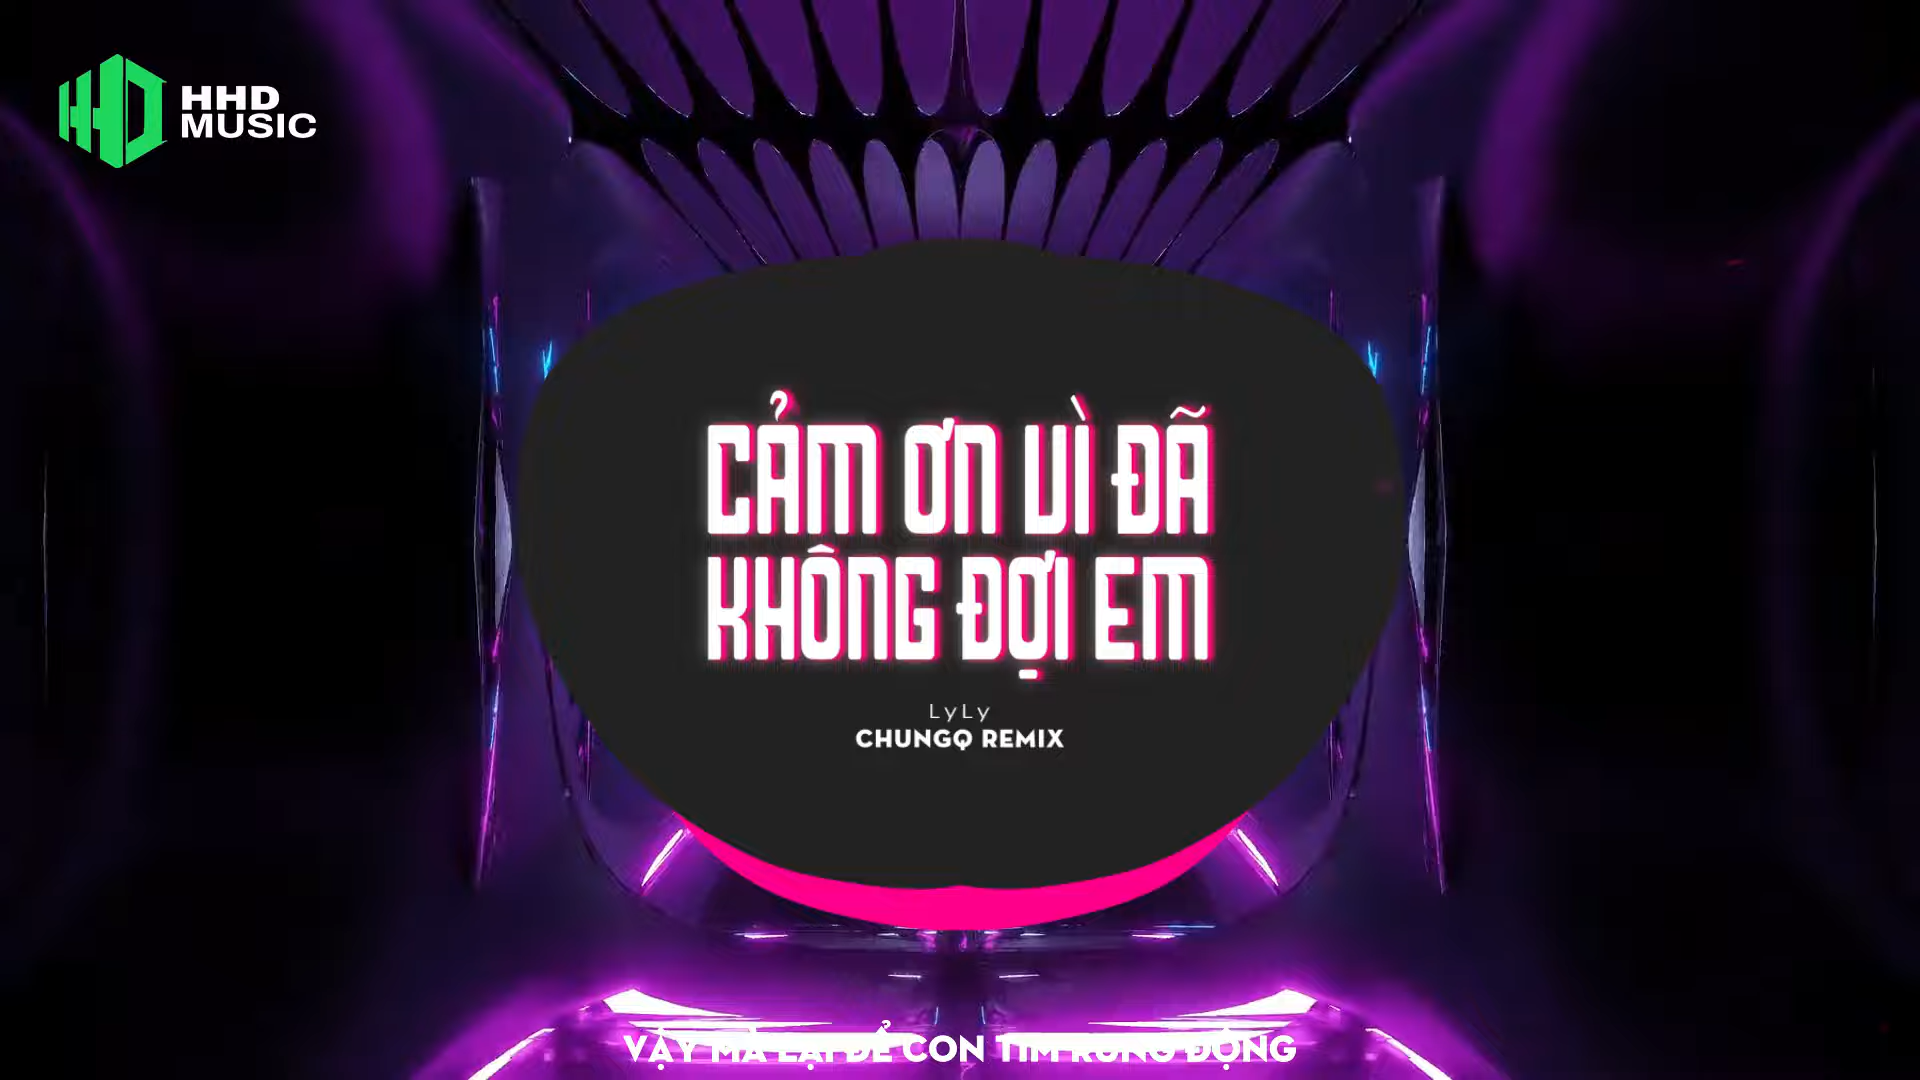 HHD
MUSIC
CẢM ƠN VÌ ĐÃ
KHÔNG ĐỢI EM
LyLy
CHUNGQ REMIX
VẬY MÀ LẠI ĐỂ CON TIM RUNG ĐỘNG